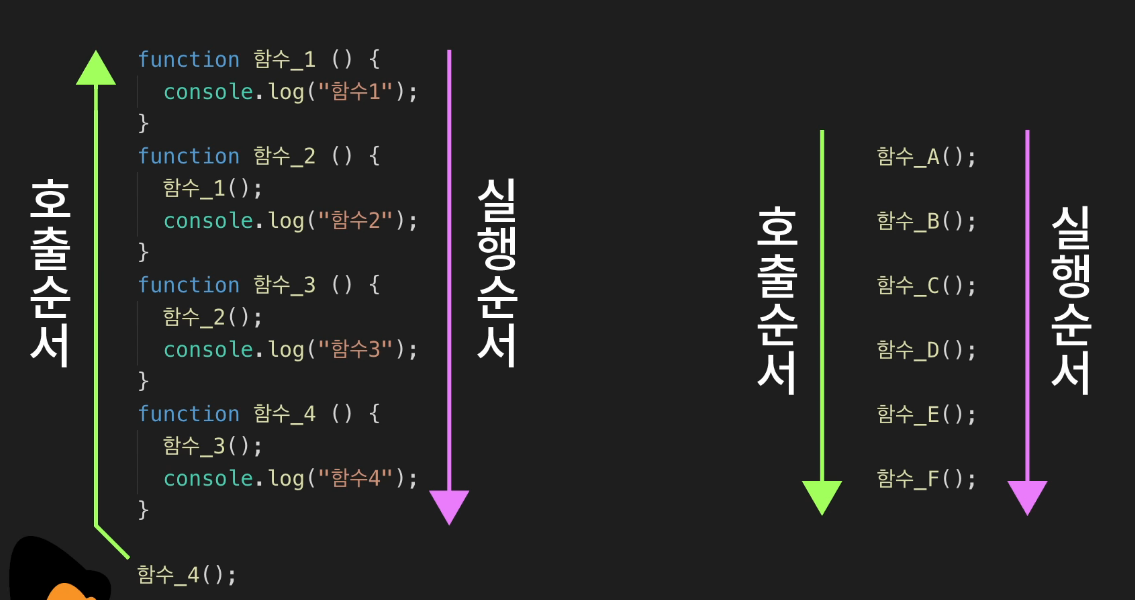 호출순서
function 함수_1 () {
console.log("함수1");
}
function 함수_2 () {
함수_1();
console.log("함수2");
}
function 함수_3 () {
함수_2();
console.log("함수3");
}
function 함수_4 () {
함수_3();
console.log("함수4");
}
함수_4();
실행순서
호출순서
함수_A();
함수_B();
함수_C();
함수_D();
함수_E();
함수_F();
실행순서